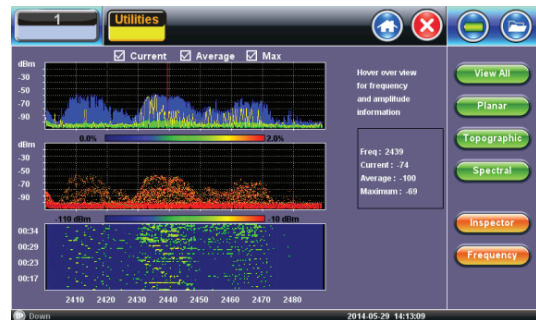 1
Utilities
Current Average Max
dBm
-30
-50
-70
-90
Hover over view
for frequency
and amplitude
information
0.0% 2.0%
dBm
-30
-50
-70
-90
Freq : 2439
Current : -74
Average : -100
Maximum : -69
-110 dBm -10 dBm
00:34
00:29
00:23
00:17
2410 2420 2430 2440 2450 2460 2470 2480
View All
Planar
Topographic
Spectral
Inspector
Frequency
Down
2014-05-29 14:13:09